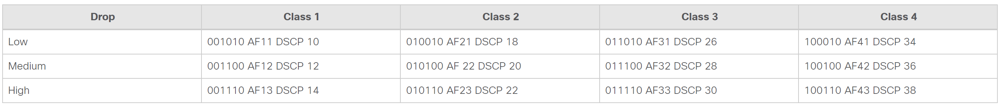 Drop Class 1 Class 2 Class 3 Class 4
Low 001010 AF11 DSCP 10 010010 AF21 DSCP 18 011010 AF31 DSCP 26 100010 AF41 DSCP 34
Medium 001100 AF12 DSCP 12 010100 AF 22 DSCP 20 011100 AF32 DSCP 28 100100 AF42 DSCP 36
High 001110 AF13 DSCP 14 010110 AF23 DSCP 22 011110 AF33 DSCP 30 100110 AF43 DSCP 38